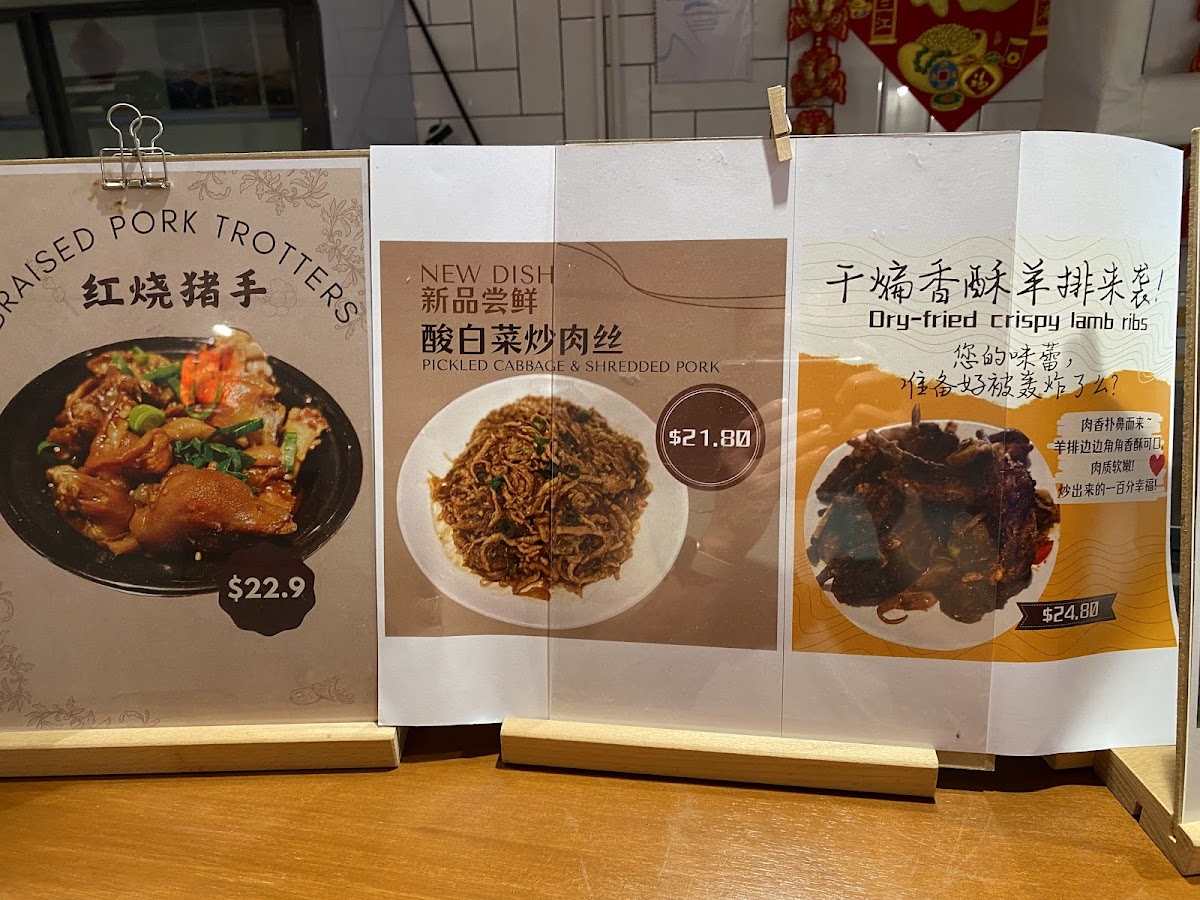 BRAISED PORK TROTTERS
红烧猪手
$22.9
NEW DISH
新品尝鲜
酸白菜炒肉丝
PICKLED CABBAGE & SHREDDED PORK
$21.80
干煸香酥羊排来袭!
Dry-fried crispy lamb ribs
您的味蕾,
准备好被轰炸了么?
肉香扑鼻而来~
羊排边边角角香酥可口
肉质软嫩!
炒出来的一百分幸福!
$24.80